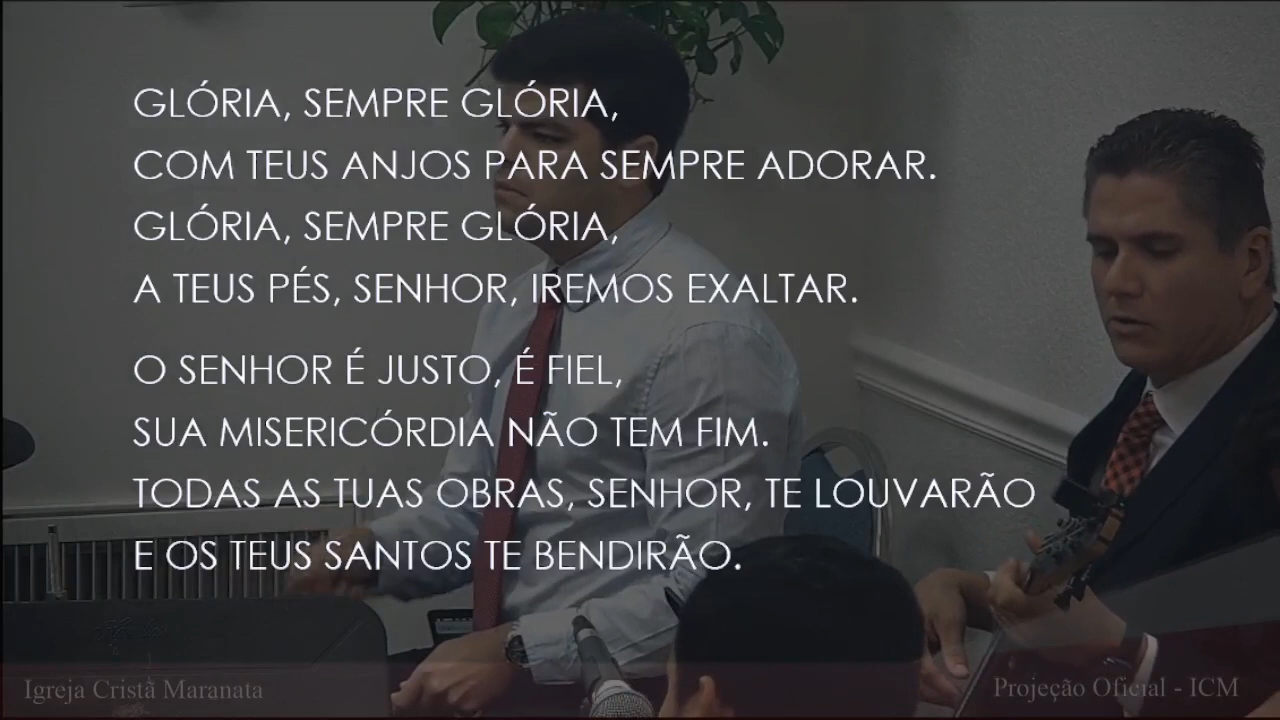 GLÓRIA, SEMPRE GLÓRIA,
COM TEUS ANJOS PARA SEMPRE ADORAR.
GLÓRIA, SEMPRE GLÓRIA,
A TEUS PÉS, SENHOR, IREMOS EXALTAR.
O SENHOR É JUSTO, É FIEL,
SUA MISERICÓRDIA NÃO TEM FIM.
TODAS AS TUAS OBRAS, SENHOR, TE LOUVARÃO
E OS TEUS SANTOS TE BENDIRÃO.
Igreja Cristã Maranata
Projeção Oficial - ICM